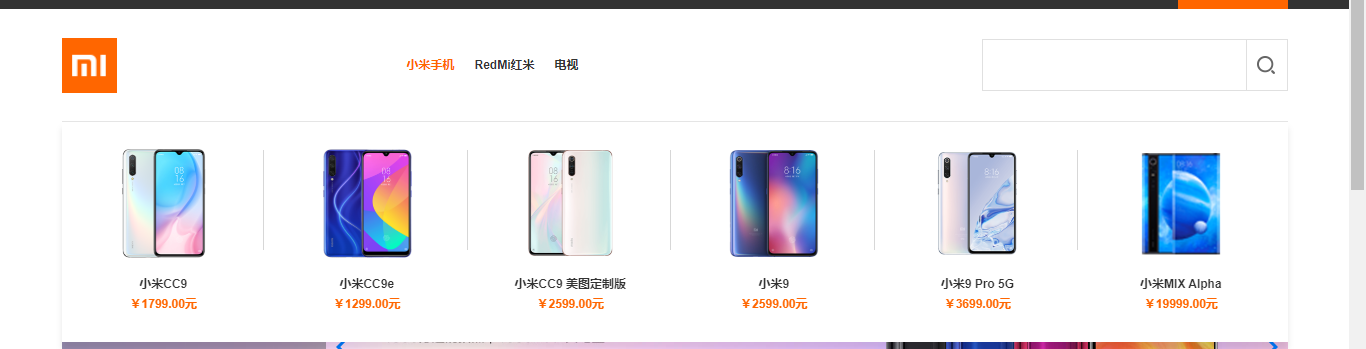 mi
小米手机 RedMi红米 电视
小米CC9
￥1799.00元
小米CC9e
￥1299.00元
小米CC9 美图定制版
￥2599.00元
小米9
￥2599.00元
小米9 Pro 5G
￥3699.00元
小米MIX Alpha
￥19999.00元